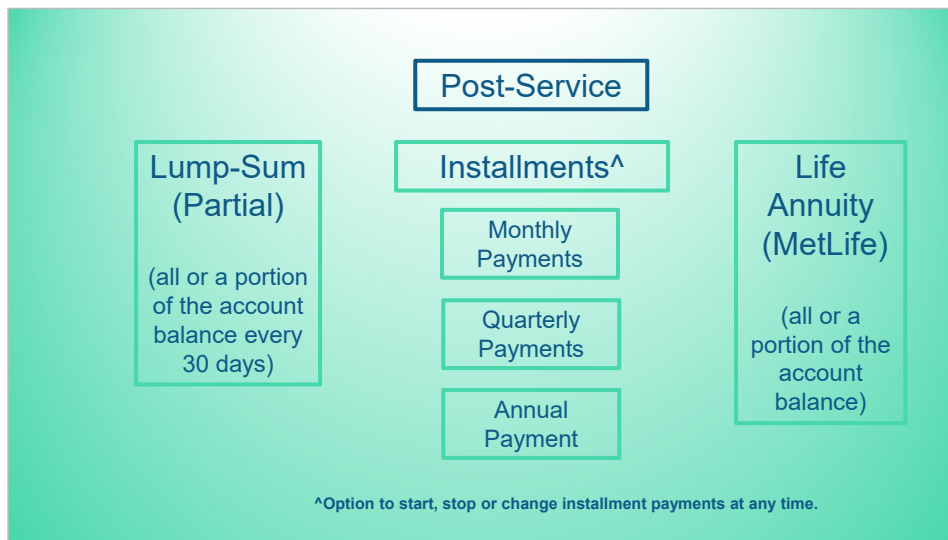 Post-Service
Lump-Sum
(Partial)
(all or a portion
of the account
balance every
30 days)
Installments^
Monthly
Payments
Quarterly
Payments
Annual
Payment
Life
Annuity
(MetLife)
(all or a
portion of the
account
balance)
^Option to start, stop or change installment payments at any time.